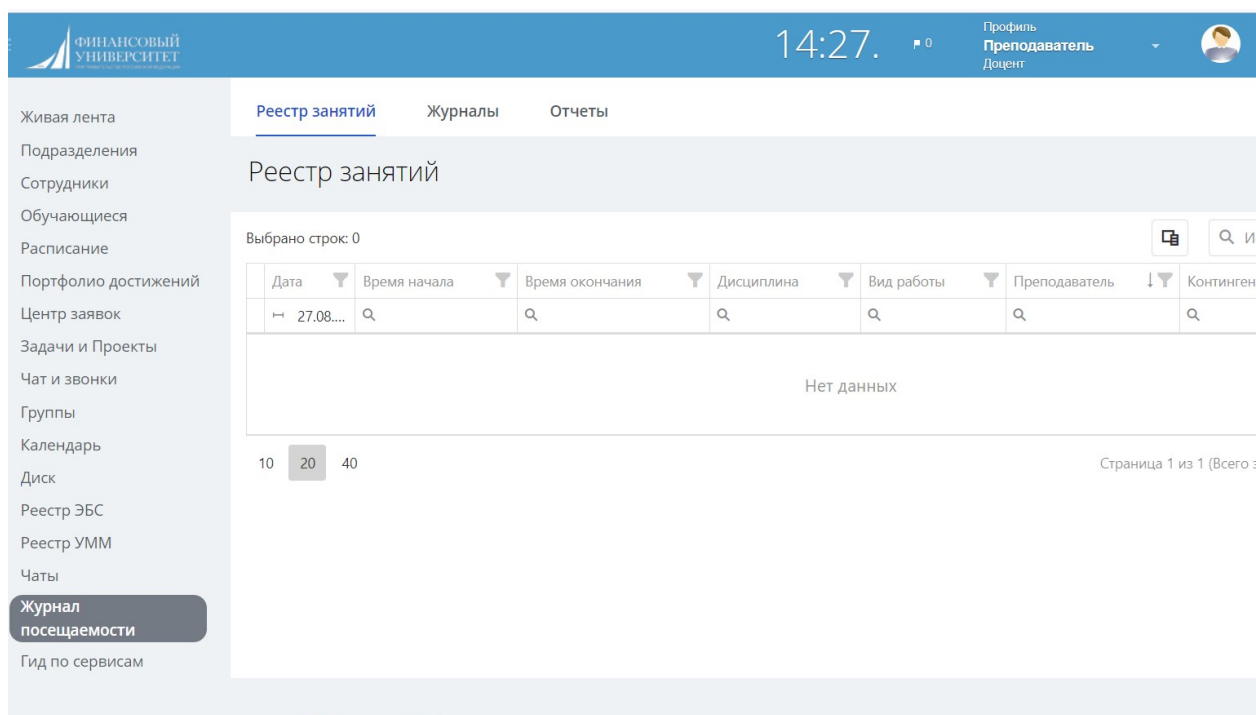 ФИНАНСОВЫЙ
УНИВЕРСИТЕТ
14:27.
0
Профиль
Преподаватель
Доцент
Живая лента
Подразделения
Сотрудники
Обучающиеся
Расписание
Портфолио достижений
Центр заявок
Задачи и Проекты
Чат и звонки
Группы
Календарь
Диск
Реестр ЭБС
Реестр УММ
Чаты
Журнал
посещаемости
Гид по сервисам
Реестр занятий Журналы Отчеты
Реестр занятий
Выбрано строк: 0
И
Дата Время начала Время окончания Дисциплина Вид работы Преподаватель Континген
27.08....
Нет данных
10 20 40
Страница 1 из 1 (Всего з